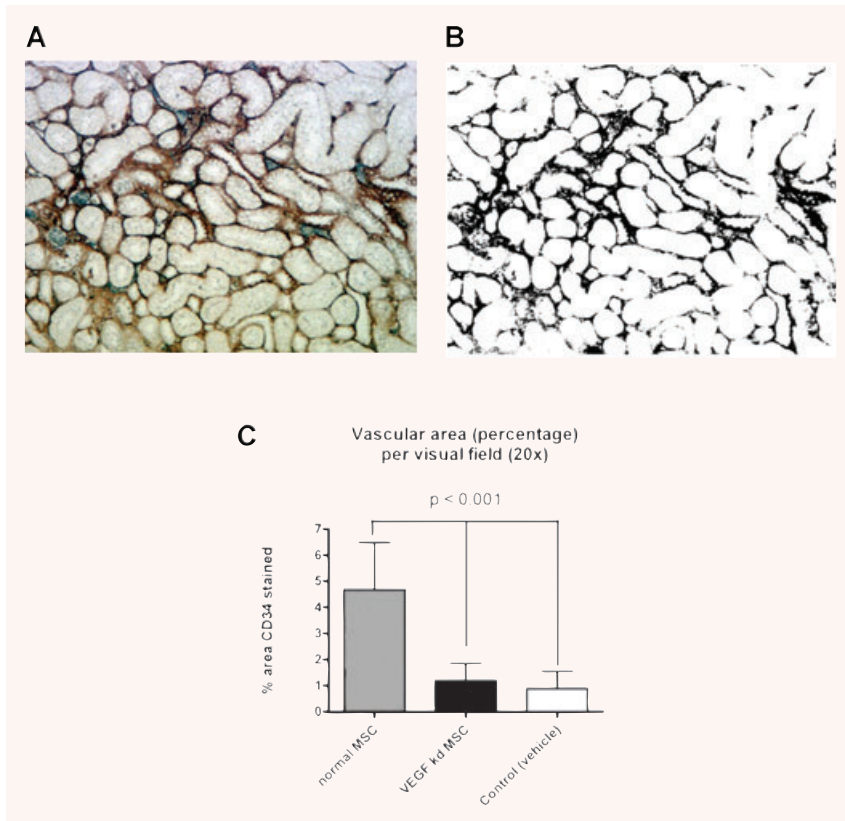 A
B
C
Vascular area (percentage)
per visual field (20x)
p < 0.001
7
6
5
4
3
2
1
0
% area CD34 stained
normal MSC
VEGF kd MSC
Control (vehicle)